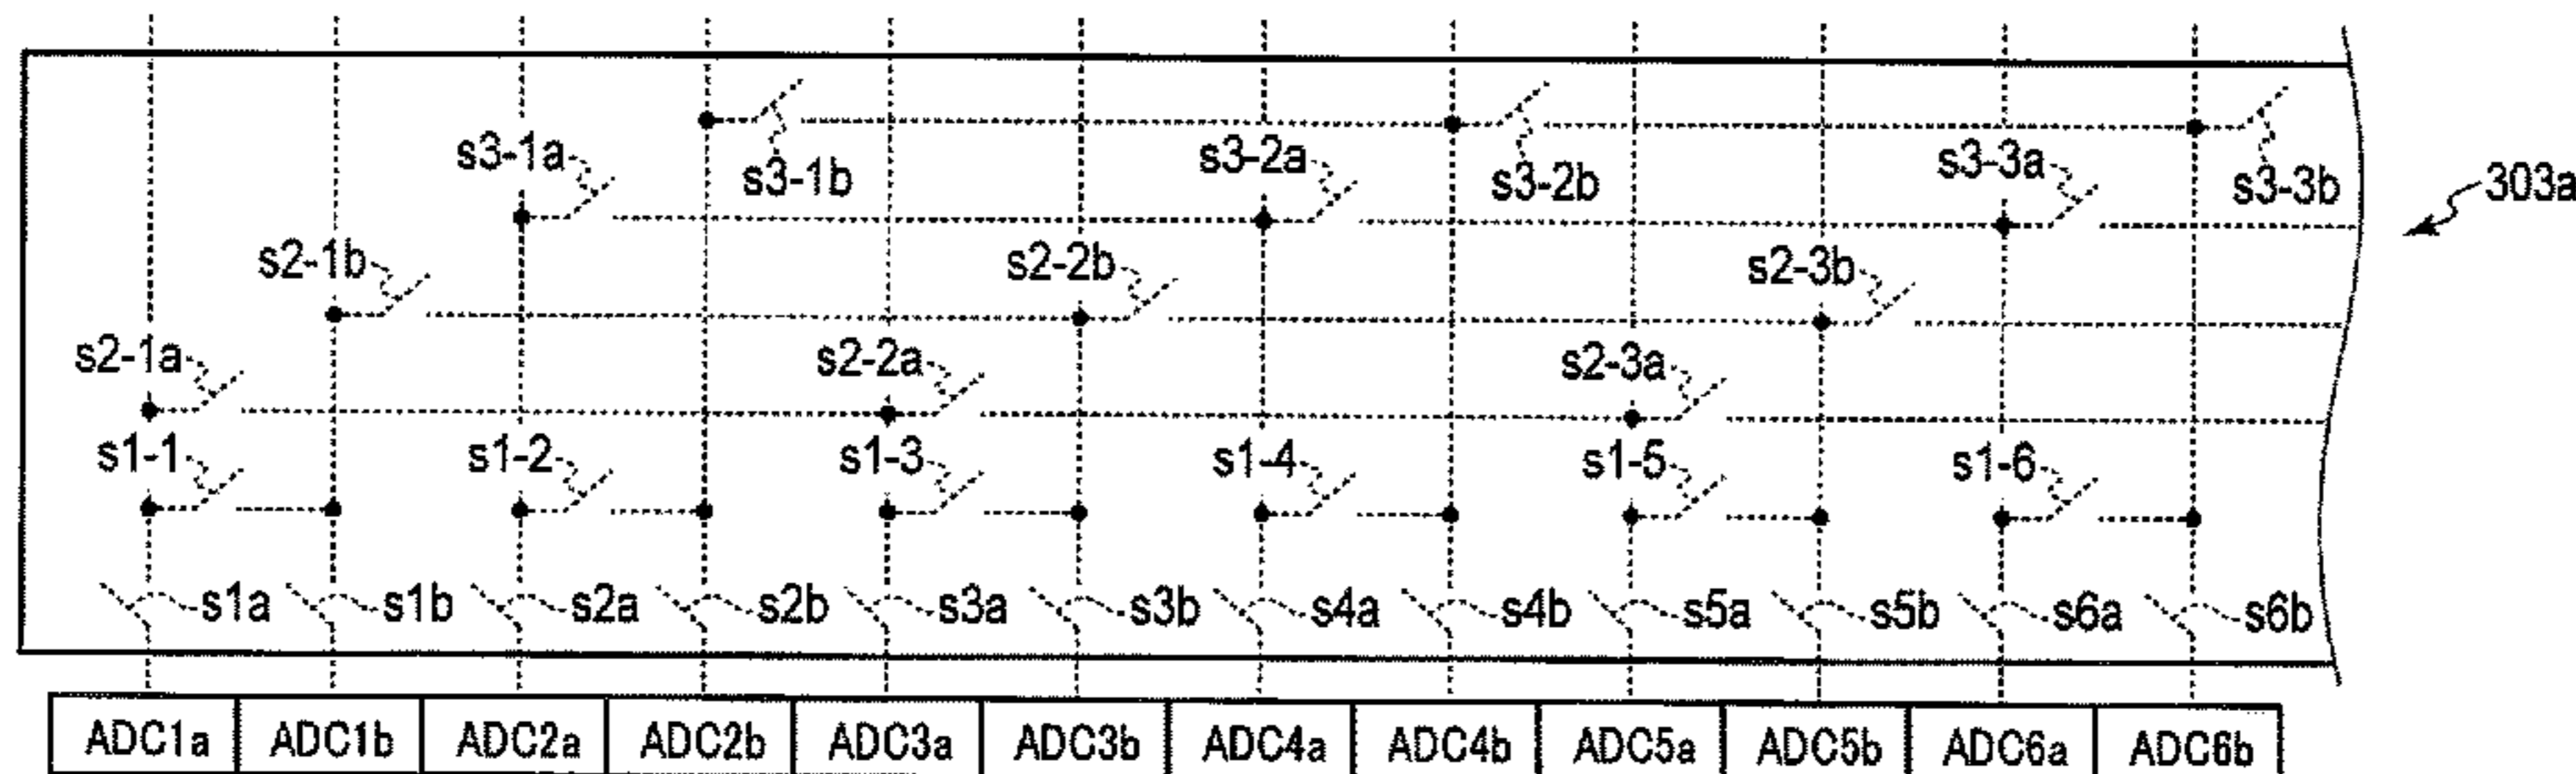 s3-1a s3-1b s3-2a s3-2b s3-3a s3-3b 303a
s2-1b s2-2b s2-3b
s2-1a s2-2a s2-3a
s1-1 s1-2 s1-3 s1-4 s1-5 s1-6
s1a s1b s2a s2b s3a s3b s4a s4b s5a s5b s6a s6b
ADC1a ADC1b ADC2a ADC2b ADC3a ADC3b ADC4a ADC4b ADC5a ADC5b ADC6a ADC6b